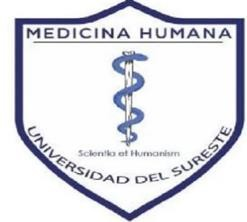 MEDICINA HUMANA
Scientia et Humanism
UNIVERSIDAD DEL SURESTE